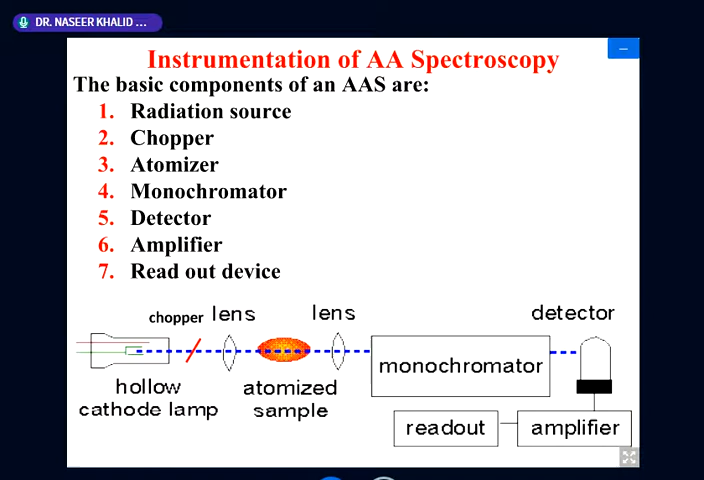 DR. NASEER KHALID ...
Instrumentation of AA Spectroscopy
The basic components of an AAS are:
1. Radiation source
2. Chopper
3. Atomizer
4. Monochromator
5. Detector
6. Amplifier
7. Read out device
chopper lens lens detector
monochromator
hollow
cathode lamp
atomized
sample
readout amplifier